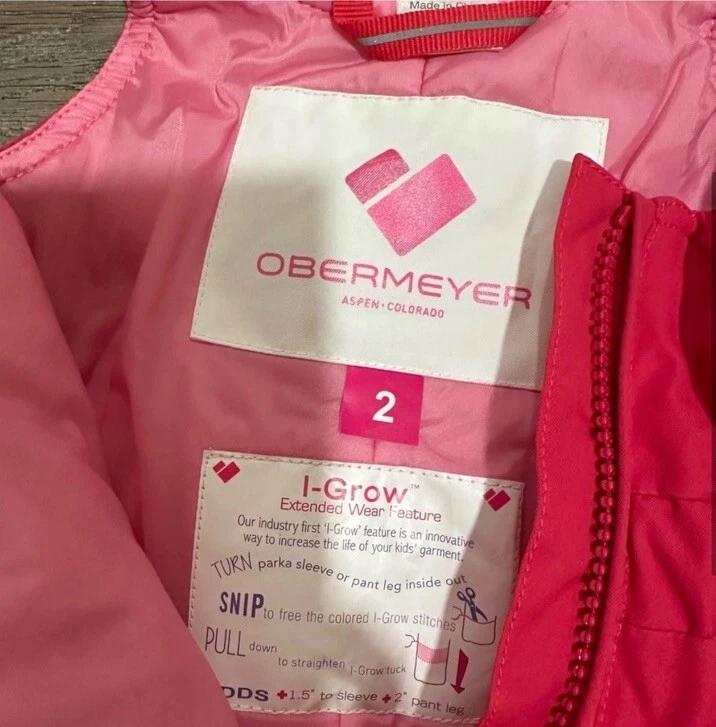 Made in
OBERMEYER
ASPEN • COLORADO
2
I-Grow™
Extended Wear Feature
Our industry first 'I-Grow' feature is an innovative
way to increase the life of your kids' garment.
TURN parka sleeve or pant leg inside out
SNIP to free the colored I-Grow stitches
PULL down
to straighten I-Grow tuck
+1.5" to sleeve + 2" pant leg